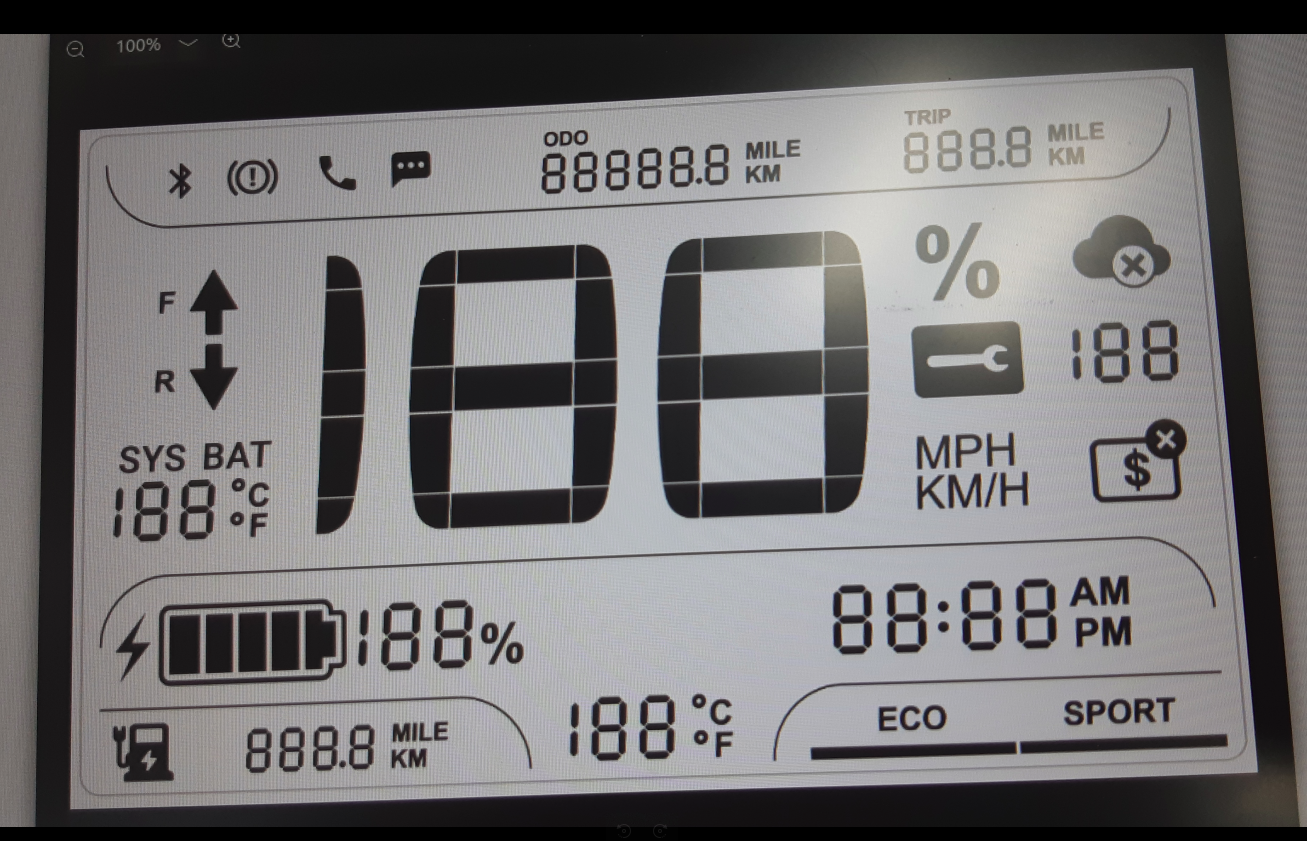 100%
ODO
88888.8 MILE
KM
TRIP
888.8 MILE
KM
F
R
SYS BAT
188 °C
°F
188
%
188
MPH
KM/H
$
188%
88:88 AM
PM
888.8 MILE
KM
188 °C
°F
ECO SPORT